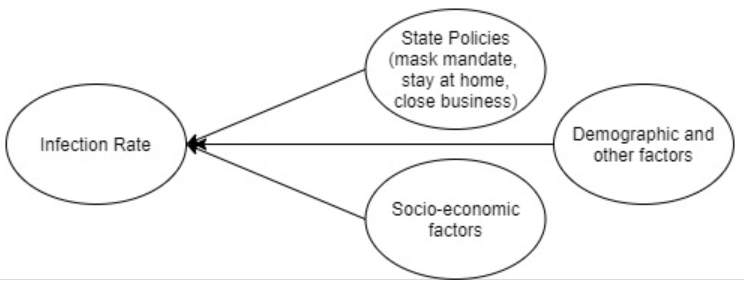 State Policies
(mask mandate,
stay at home,
close business)
Infection Rate
Demographic and
other factors
Socio-economic
factors